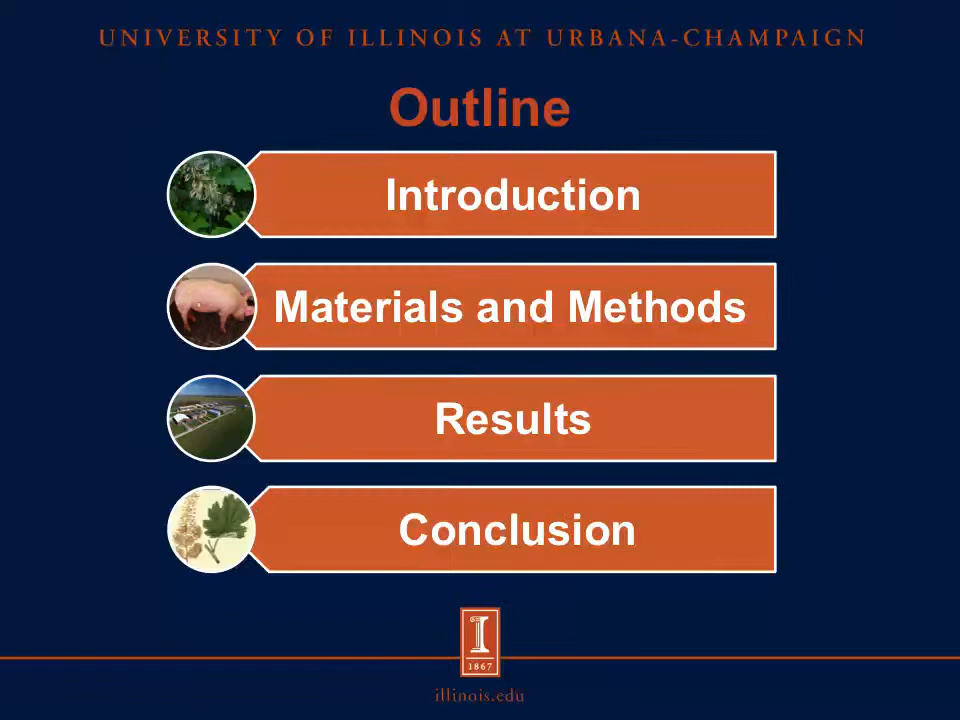 UNIVERSITY OF ILLINOIS AT URBANA-CHAMPAIGN
Outline
Introduction
Materials and Methods
Results
Conclusion
I
1867
illinois.edu